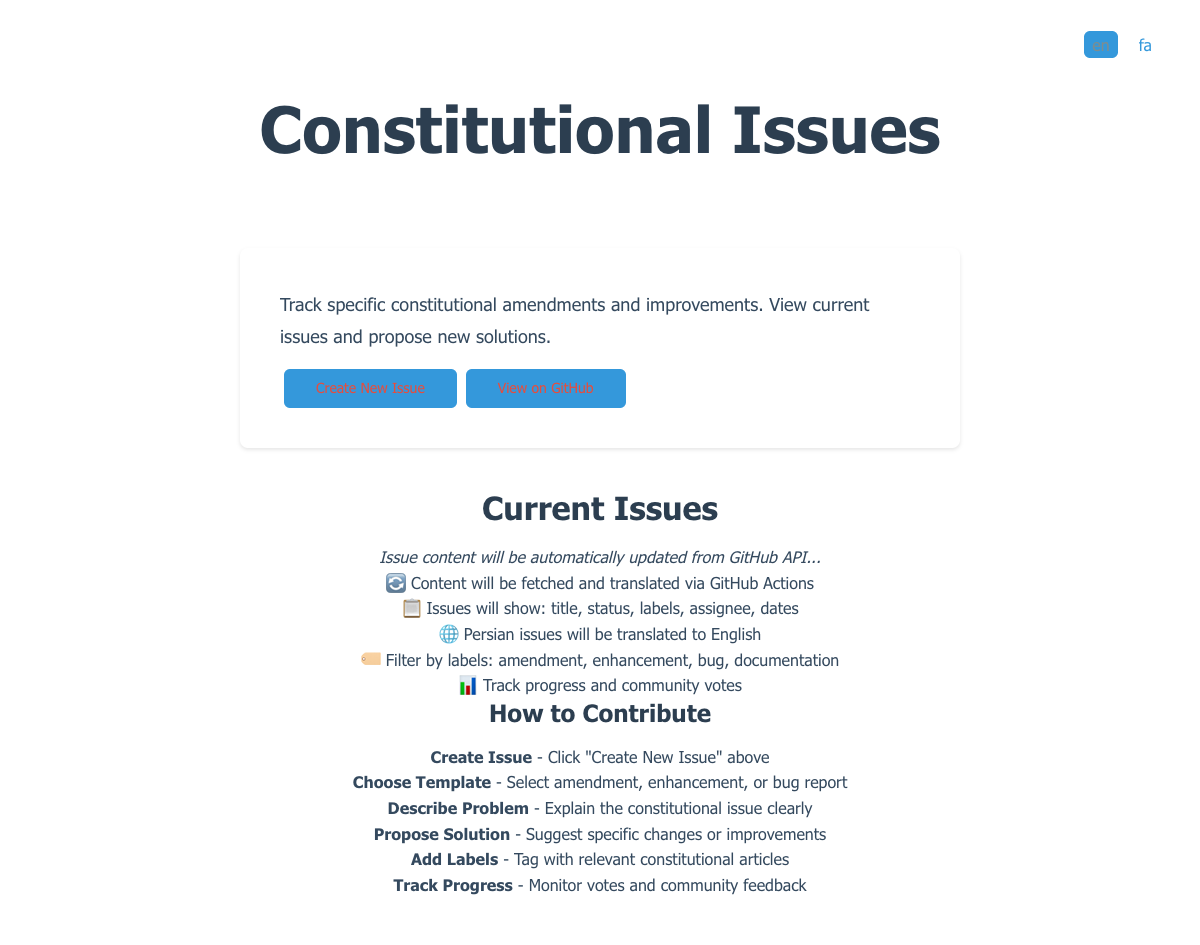 en fa
Constitutional Issues
Track specific constitutional amendments and improvements. View current
issues and propose new solutions.
Create New Issue View on GitHub
Current Issues
Issue content will be automatically updated from GitHub API...
🔄 Content will be fetched and translated via GitHub Actions
📋 Issues will show: title, status, labels, assignee, dates
🌐 Persian issues will be translated to English
🏷️ Filter by labels: amendment, enhancement, bug, documentation
📊 Track progress and community votes
How to Contribute
Create Issue - Click "Create New Issue" above
Choose Template - Select amendment, enhancement, or bug report
Describe Problem - Explain the constitutional issue clearly
Propose Solution - Suggest specific changes or improvements
Add Labels - Tag with relevant constitutional articles
Track Progress - Monitor votes and community feedback